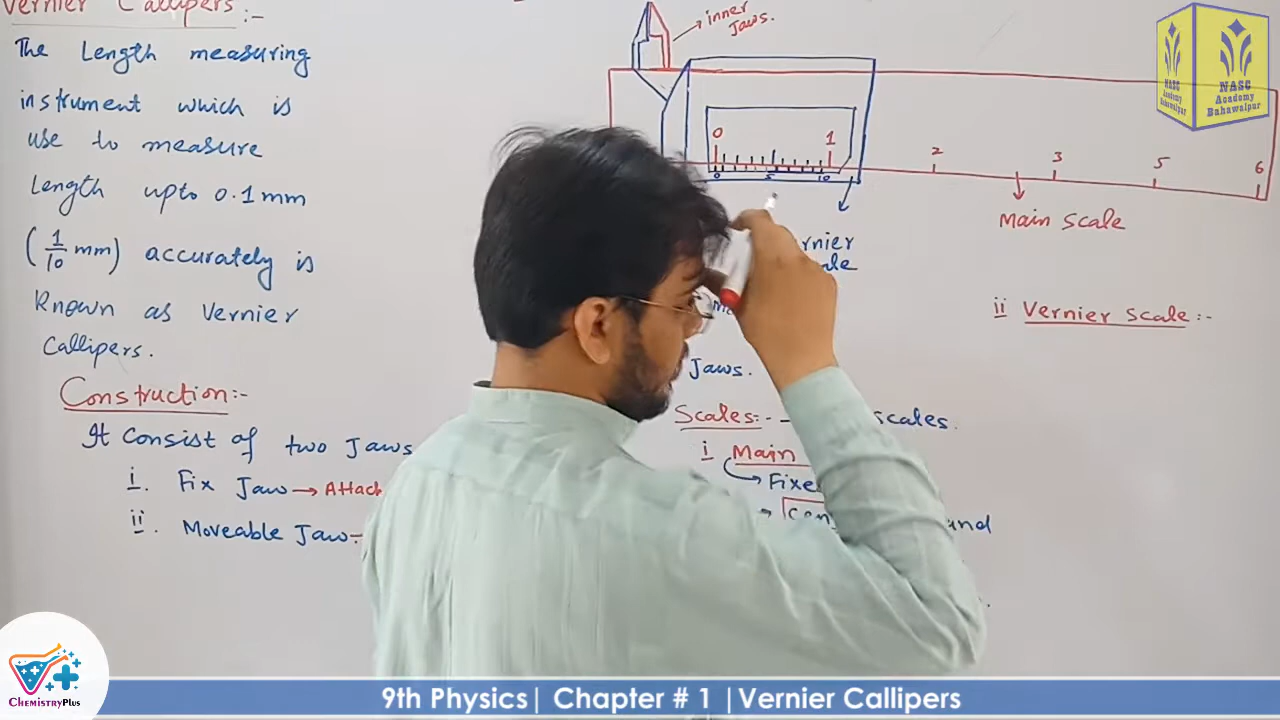 Vernier Callipers:-
The Length measuring
instrument which is
use to measure
Length upto 0.1mm
(1/10 mm) accurately is
Known as Vernier
Callipers.
Construction:-
It Consist of two Jaws
i. Fix Jaw → Attach
ii. Moveable Jaw-
inner
Jaws.
0 1 2 3 5 6
0 5 10
Main Scale
Jaws.
Scales:- - scales.
i Main
Fixe
and
ii Vernier Scale:-
NASC
Academy
Bahawalpur
NASC
Academy
Bahawalpur
ChemistryPlus
9th Physics| Chapter # 1 |Vernier Callipers